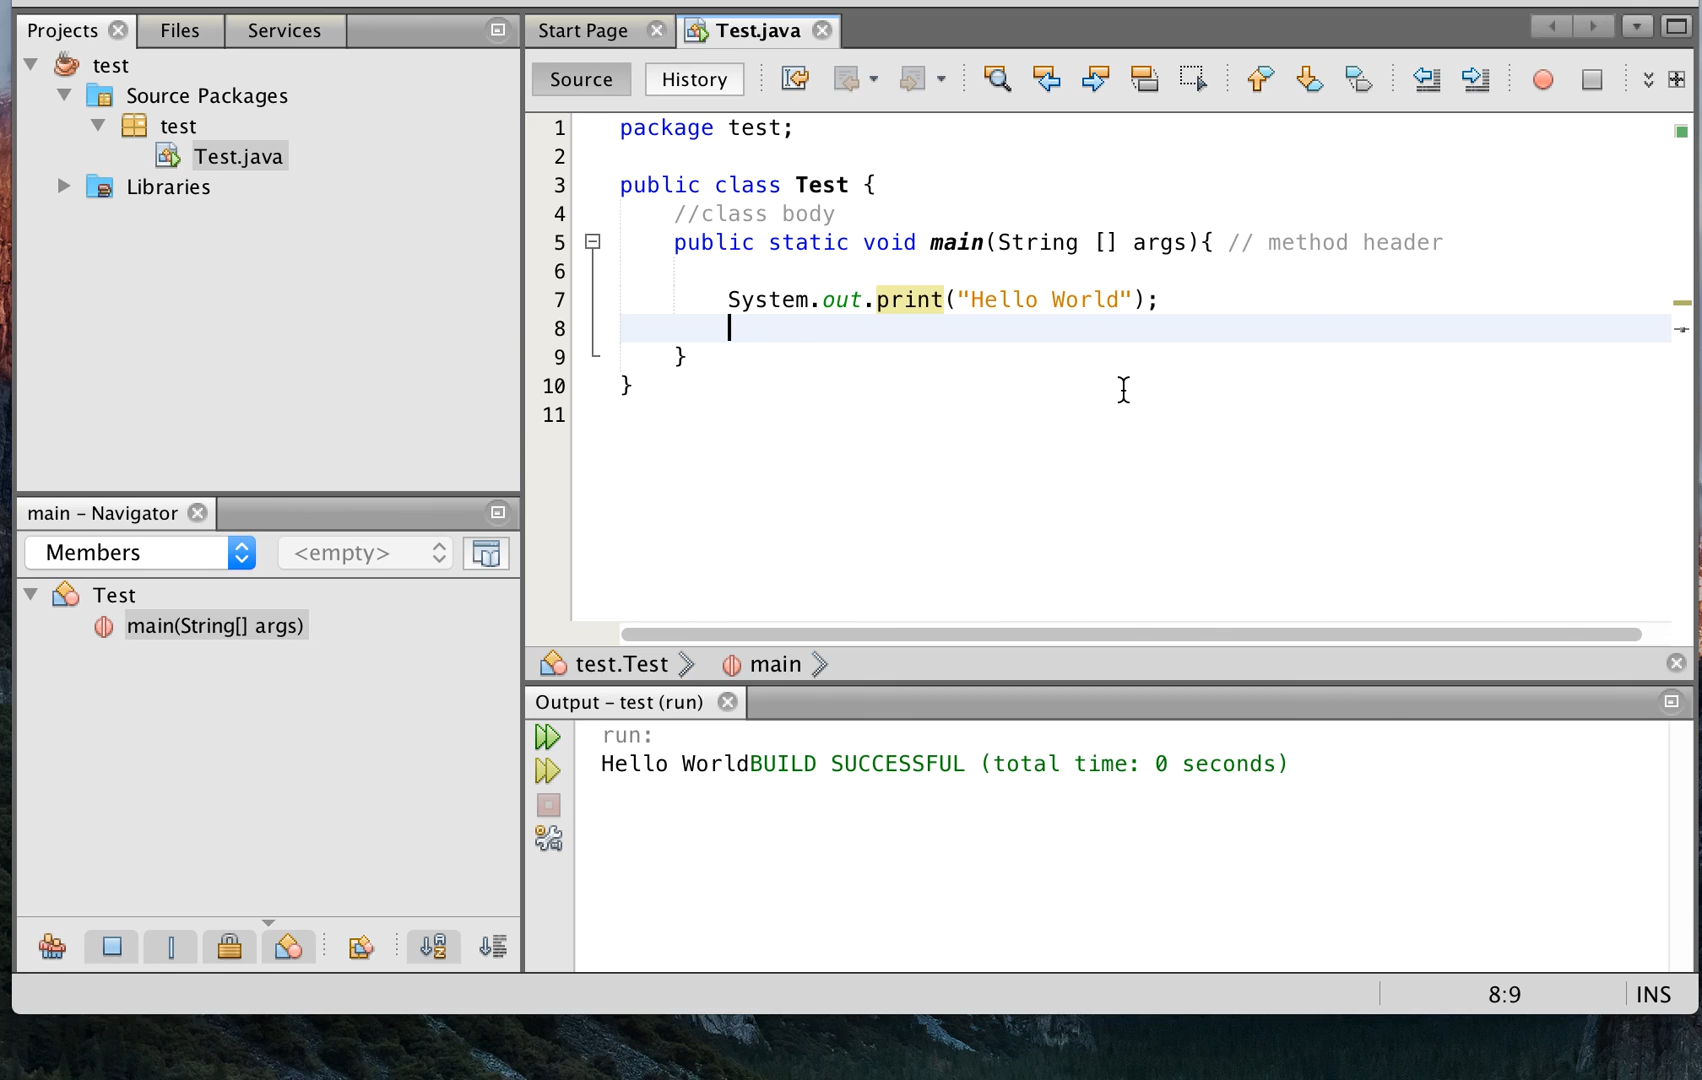 Projects
Files
Services
test
Source Packages
test
Test.java
Libraries
main – Navigator
Members
<empty>
Test
main(String[] args)
Start Page
Test.java
Source
History
1 package test;
2
3 public class Test {
4 //class body
5 public static void main(String [] args){ // method header
6
7 System.out.print("Hello World");
8
9 }
10 }
11
test.Test
main
Output – test (run)
run:
Hello WorldBUILD SUCCESSFUL (total time: 0 seconds)
8:9
INS